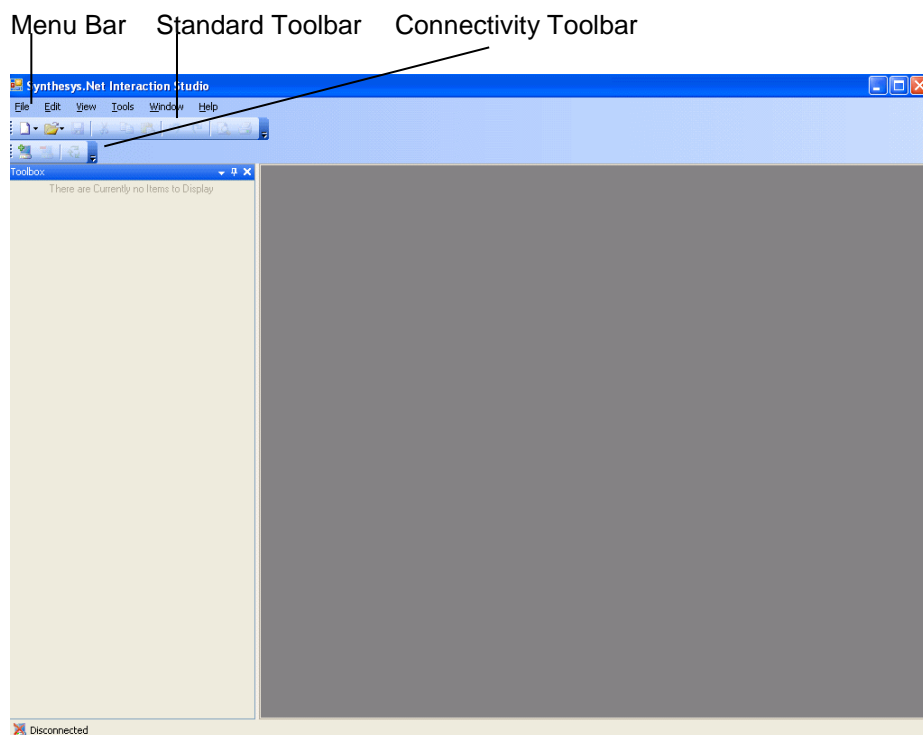 Menu Bar Standard Toolbar Connectivity Toolbar
Synthesys.Net Interaction Studio
File Edit View Tools Window Help
Toolbox
There are Currently no Items to Display
Disconnected